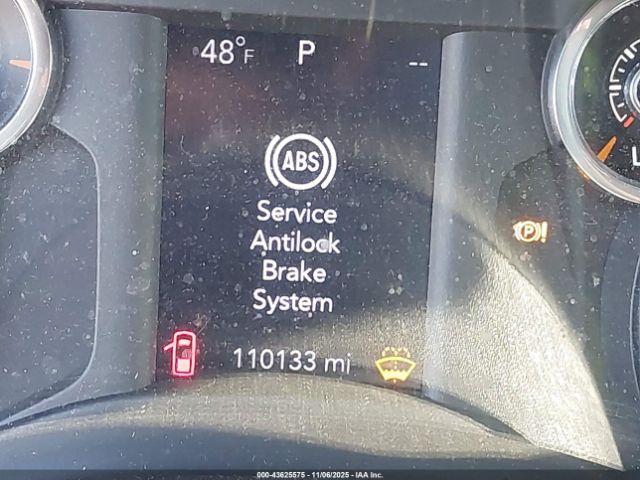 48°F P --
ABS
Service
Antilock
Brake
System
(P)!
110133 mi
L
000-43625575 - 11/06/2025 - IAA Inc.